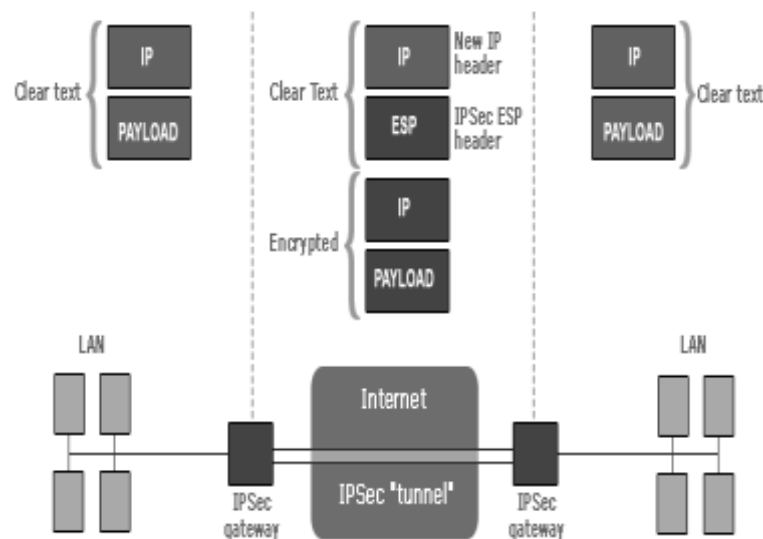 IP
Clear text
PAYLOAD
IP
New IP
header
Clear Text
ESP
IPSec ESP
header
IP
Encrypted
PAYLOAD
IP
Clear text
PAYLOAD
LAN
LAN
Internet
IPSec "tunnel"
IPSec
gateway
IPSec
gateway